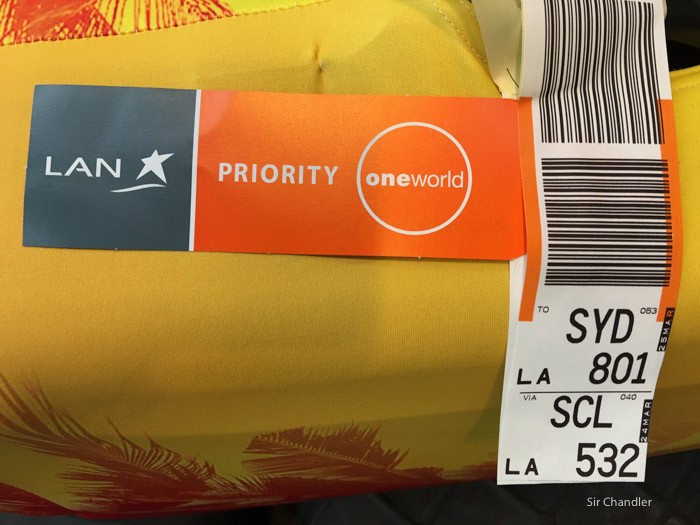 LAN
PRIORITY
oneworld
TO
053
SYD
25MAR
LA 801
VIA
040
SCL
24MAR
LA 532
Sir Chandler